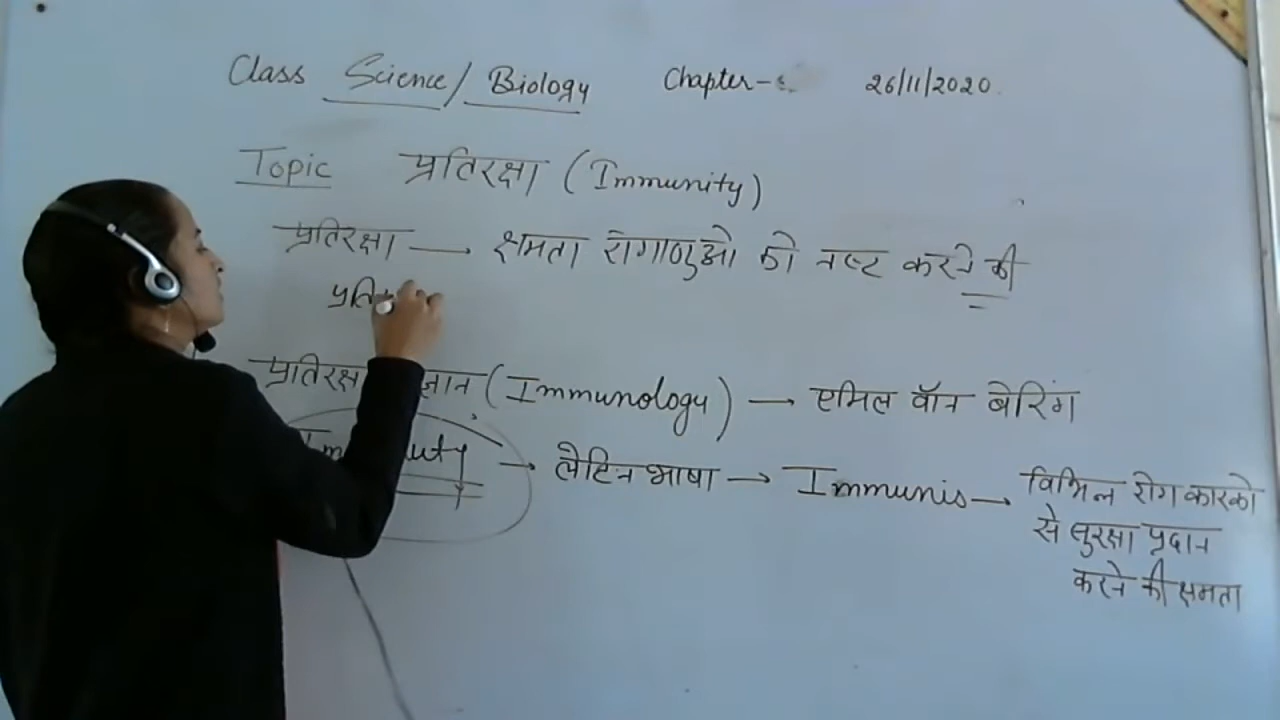 Class Science/Biology Chapter- 26/11/2020
Topic प्रतिरक्षा (Immunity)
प्रतिरक्षा → क्षमता रोगाणुओ को नष्ट करने की
प्रति
(Immunology) → एमिल वॉन बेरिंग
→ लैटिन भाषा → Immunis → विभिन्न रोग कारको
से सुरक्षा प्रदान
करने की क्षमता